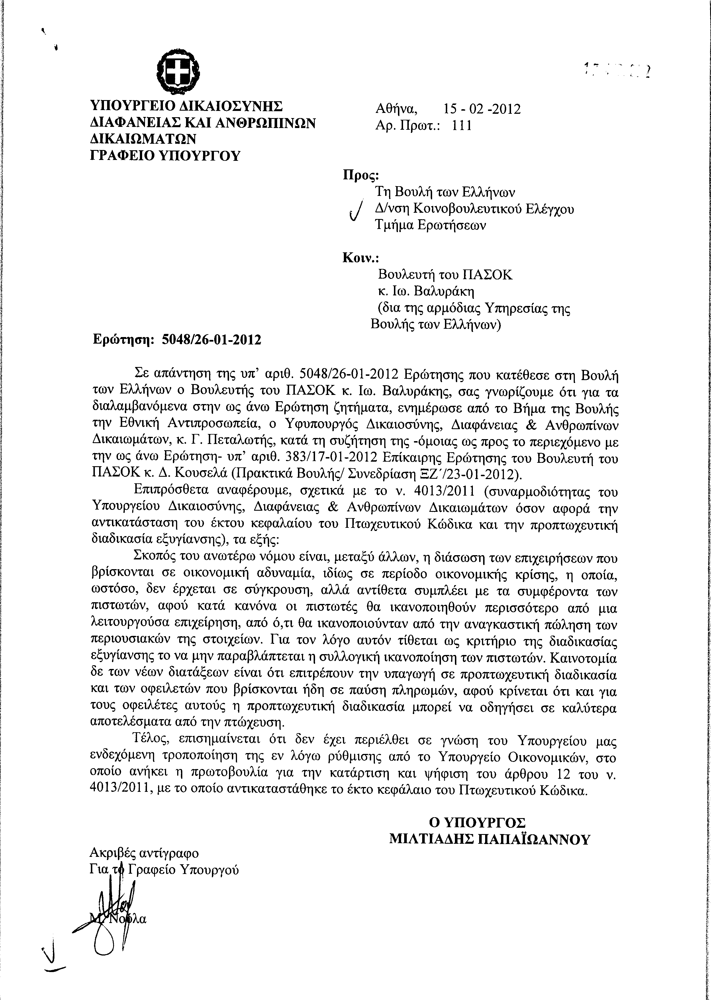 ΥΠΟΥΡΓΕΙΟ ΔΙΚΑΙΟΣΥΝΗΣ
ΔΙΑΦΑΝΕΙΑΣ ΚΑΙ ΑΝΘΡΩΠΙΝΩΝ
ΔΙΚΑΙΩΜΑΤΩΝ
ΓΡΑΦΕΙΟ ΥΠΟΥΡΓΟΥ
Αθήνα, 15 - 02 -2012
Αρ. Πρωτ.: 111
Προς:
Τη Βουλή των Ελλήνων
Δ/νση Κοινοβουλευτικού Ελέγχου
Τμήμα Ερωτήσεων
Κοιν.:
Βουλευτή του ΠΑΣΟΚ
κ. Ιω. Βαλυράκη
(δια της αρμόδιας Υπηρεσίας της
Βουλής των Ελλήνων)
Ερώτηση: 5048/26-01-2012
Σε απάντηση της υπ’ αριθ. 5048/26-01-2012 Ερώτησης που κατέθεσε στη Βουλή
των Ελλήνων ο Βουλευτής του ΠΑΣΟΚ κ. Ιω. Βαλυράκης, σας γνωρίζουμε ότι για τα
διαλαμβανόμενα στην ως άνω Ερώτηση ζητήματα, ενημέρωσε από το Βήμα της Βουλής
την Εθνική Αντιπροσωπεία, ο Υφυπουργός Δικαιοσύνης, Διαφάνειας & Ανθρωπίνων
Δικαιωμάτων, κ. Γ. Πεταλωτής, κατά τη συζήτηση της -όμοιας ως προς το περιεχόμενο με
την ως άνω Ερώτηση- υπ’ αριθ. 383/17-01-2012 Επίκαιρης Ερώτησης του Βουλευτή του
ΠΑΣΟΚ κ. Δ. Κουσελά (Πρακτικά Βουλής/ Συνεδρίαση ΞΖ΄/23-01-2012).
Επιπρόσθετα αναφέρουμε, σχετικά με το ν. 4013/2011 (συναρμοδιότητας του
Υπουργείου Δικαιοσύνης, Διαφάνειας & Ανθρωπίνων Δικαιωμάτων όσον αφορά την
αντικατάσταση του έκτου κεφαλαίου του Πτωχευτικού Κώδικα και την προπτωχευτική
διαδικασία εξυγίανσης), τα εξής:
Σκοπός του ανωτέρω νόμου είναι, μεταξύ άλλων, η διάσωση των επιχειρήσεων που
βρίσκονται σε οικονομική αδυναμία, ιδίως σε περίοδο οικονομικής κρίσης, η οποία,
ωστόσο, δεν έρχεται σε σύγκρουση, αλλά αντίθετα συμπλέει με τα συμφέροντα των
πιστωτών, αφού κατά κανόνα οι πιστωτές θα ικανοποιηθούν περισσότερο από μια
λειτουργούσα επιχείρηση, από ό,τι θα ικανοποιούνταν από την αναγκαστική πώληση των
περιουσιακών της στοιχείων. Για τον λόγο αυτόν τίθεται ως κριτήριο της διαδικασίας
εξυγίανσης το να μην παραβλάπτεται η συλλογική ικανοποίηση των πιστωτών. Καινοτομία
δε των νέων διατάξεων είναι ότι επιτρέπουν την υπαγωγή σε προπτωχευτική διαδικασία
και των οφειλετών που βρίσκονται ήδη σε παύση πληρωμών, αφού κρίνεται ότι και για
τους οφειλέτες αυτούς η προπτωχευτική διαδικασία μπορεί να οδηγήσει σε καλύτερα
αποτελέσματα από την πτώχευση.
Τέλος, επισημαίνεται ότι δεν έχει περιέλθει σε γνώση του Υπουργείου μας
ενδεχόμενη τροποποίηση της εν λόγω ρύθμισης από το Υπουργείο Οικονομικών, στο
οποίο ανήκει η πρωτοβουλία για την κατάρτιση και ψήφιση του άρθρου 12 του ν.
4013/2011, με το οποίο αντικαταστάθηκε το έκτο κεφάλαιο του Πτωχευτικού Κώδικα.
Ο ΥΠΟΥΡΓΟΣ
ΜΙΛΤΙΑΔΗΣ ΠΑΠΑΪΩΑΝΝΟΥ
Ακριβές αντίγραφο
Για το Γραφείο Υπουργού
Μ. Νούλα